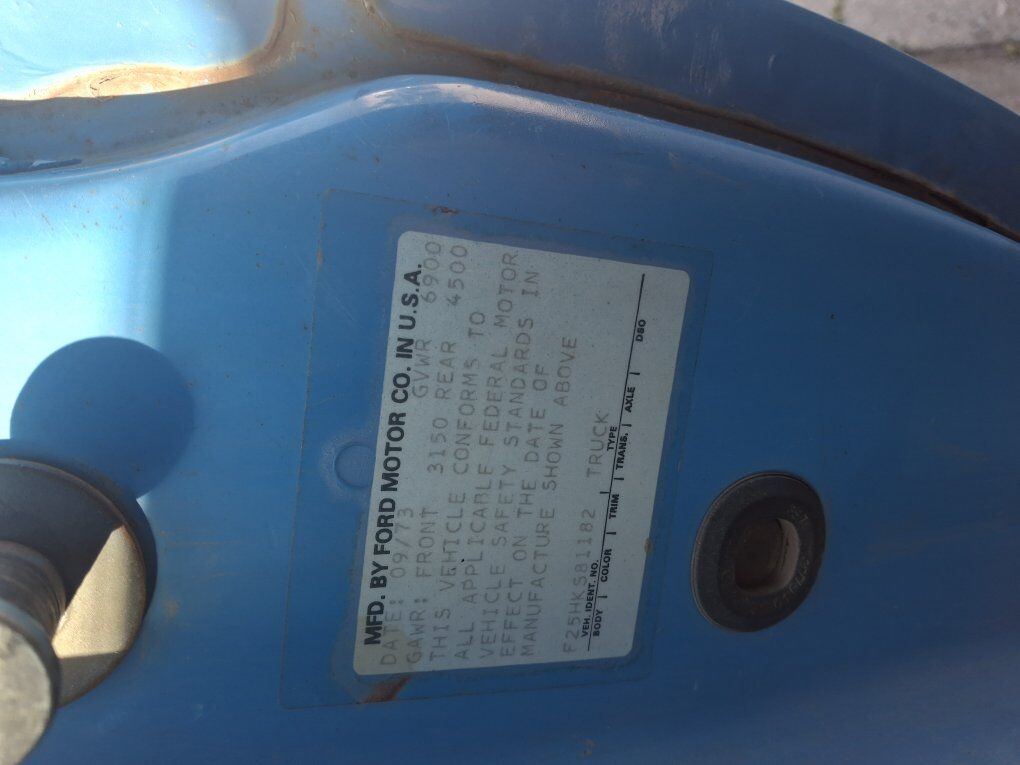 MFD. BY FORD MOTOR CO. IN U.S.A.
DATE: 09/73 GVWR 6900
GAWR: FRONT 3150 REAR 4500
THIS VEHICLE CONFORMS TO
ALL APPLICABLE FEDERAL MOTOR
VEHICLE SAFETY STANDARDS IN
EFFECT ON THE DATE OF
MANUFACTURE SHOWN ABOVE
F25HKS81182 TRUCK
VEH. IDENT. NO. TYPE
BODY COLOR TRIM TRANS. AXLE DSO